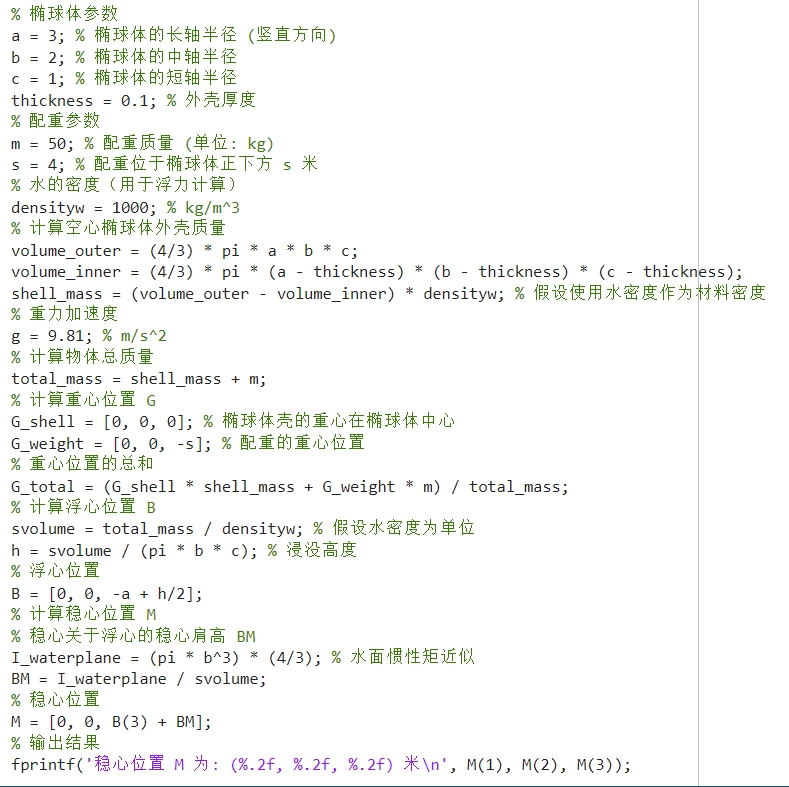 % 椭球体参数
a = 3; % 椭球体的长轴半径 (竖直方向)
b = 2; % 椭球体的中轴半径
c = 1; % 椭球体的短轴半径
thickness = 0.1; % 外壳厚度
% 配重参数
m = 50; % 配重质量 (单位: kg)
s = 4; % 配重位于椭球体正下方 s 米
% 水的密度（用于浮力计算）
densityw = 1000; % kg/m^3
% 计算空心椭球体外壳质量
volume_outer = (4/3) * pi * a * b * c;
volume_inner = (4/3) * pi * (a - thickness) * (b - thickness) * (c - thickness);
shell_mass = (volume_outer - volume_inner) * densityw; % 假设使用水密度作为材料密度
% 重力加速度
g = 9.81; % m/s^2
% 计算物体总质量
total_mass = shell_mass + m;
% 计算重心位置 G
G_shell = [0, 0, 0]; % 椭球体壳的重心在椭球体中心
G_weight = [0, 0, -s]; % 配重的重心位置
% 重心位置的总和
G_total = (G_shell * shell_mass + G_weight * m) / total_mass;
% 计算浮心位置 B
svolume = total_mass / densityw; % 假设水密度为单位
h = svolume / (pi * b * c); % 浸没高度
% 浮心位置
B = [0, 0, -a + h/2];
% 计算稳心位置 M
% 稳心关于浮心的稳心肩高 BM
I_waterplane = (pi * b^3) * (4/3); % 水面惯性矩近似
BM = I_waterplane / svolume;
% 稳心位置
M = [0, 0, B(3) + BM];
% 输出结果
fprintf('稳心位置 M 为: (%.2f, %.2f, %.2f) 米\n', M(1), M(2), M(3));